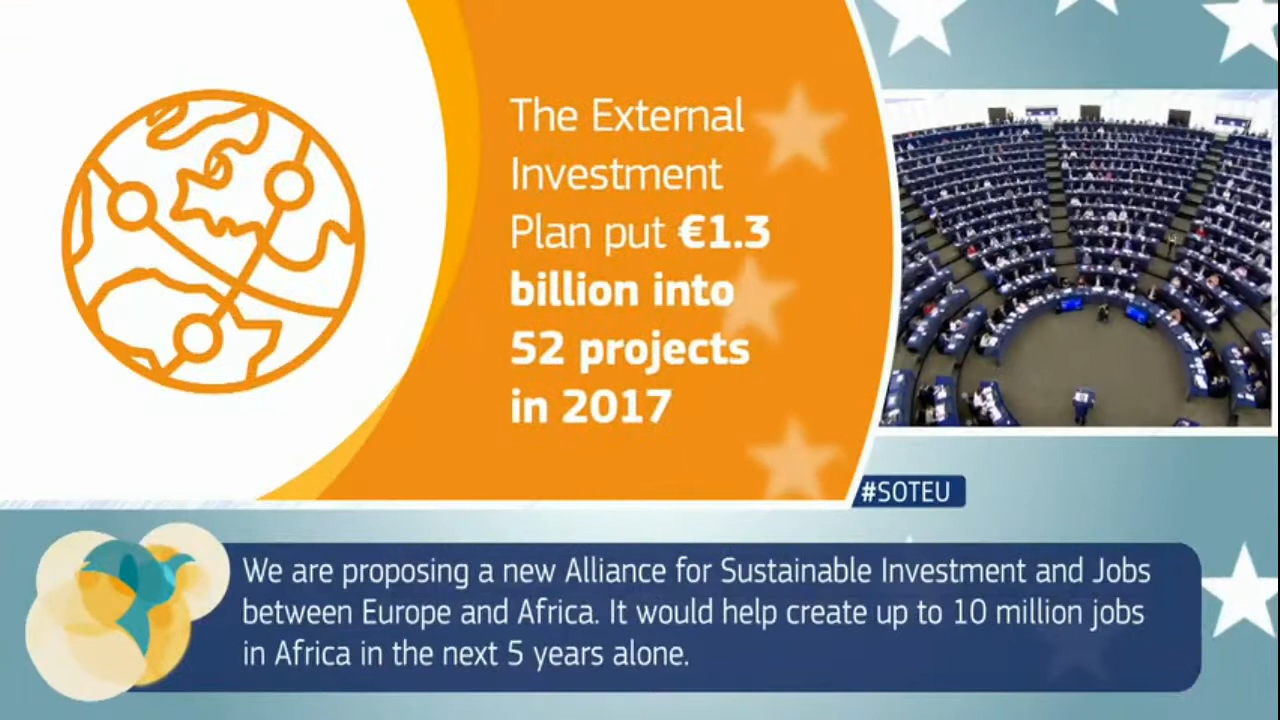 The External
Investment
Plan put €1.3
billion into
52 projects
in 2017
#SOTEU
We are proposing a new Alliance for Sustainable Investment and Jobs
between Europe and Africa. It would help create up to 10 million jobs
in Africa in the next 5 years alone.